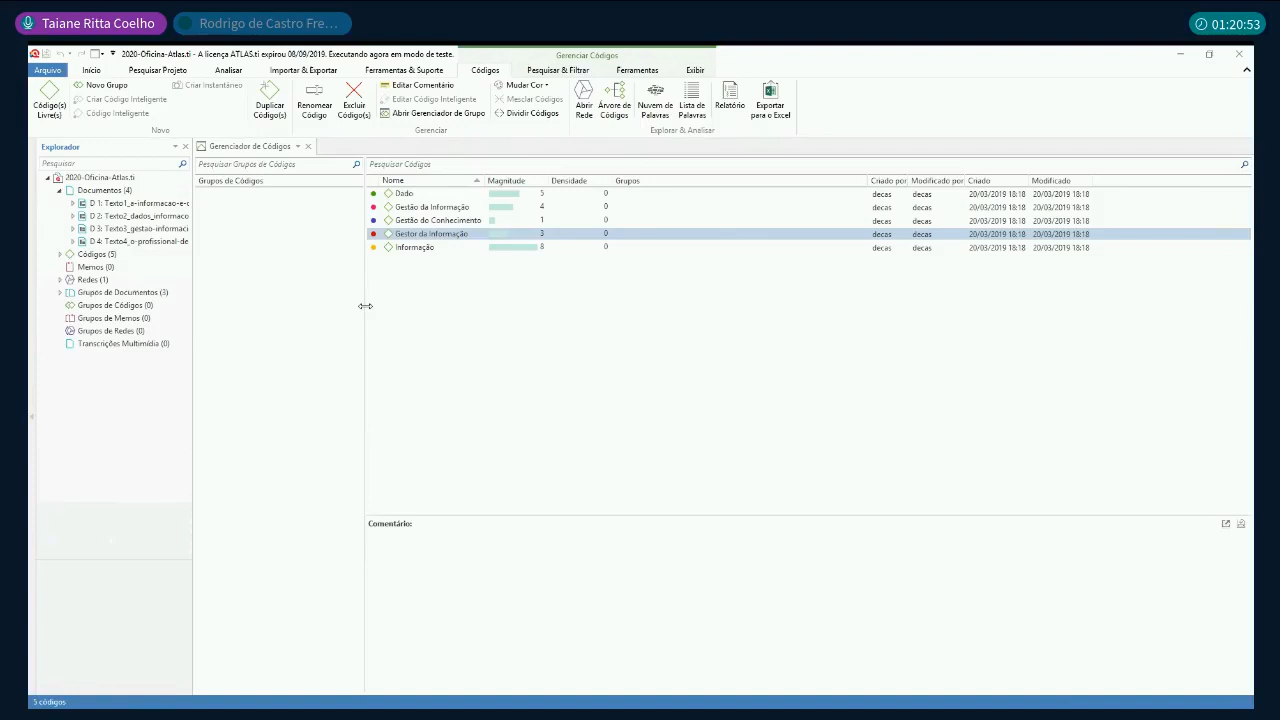 Taiane Ritta Coelho
Rodrigo de Castro Fre…
01:20:53
2020-Oficina-Atlas.ti - A licença ATLAS.ti expirou 08/09/2019. Executando agora em modo de teste.
Gerenciar Códigos
Arquivo Início Pesquisar Projeto Analisar Importar & Exportar Ferramentas & Suporte Códigos Pesquisar & Filtrar Ferramentas Exibir
Código(s) Livre(s)
Novo Grupo
Criar Código Inteligente
Código Inteligente
Criar Instantâneo
Novo
Duplicar Código(s)
Renomear Código
Excluir Código(s)
Editar Comentário
Editar Código Inteligente
Abrir Gerenciador de Grupo
Mudar Cor
Mesclar Códigos
Dividir Códigos
Gerenciar
Abrir Rede
Árvore de Códigos
Nuvem de Palavras
Lista de Palavras
Relatório
Exportar para o Excel
Explorar & Analisar
Explorador
Pesquisar
2020-Oficina-Atlas.ti
Documentos (4)
D 1: Texto1_a-informacao-e-c
D 2: Texto2_dados_informaco
D 3: Texto3_gestao-informaci
D 4: Texto4_o-profissional-de
Códigos (5)
Memos (0)
Redes (1)
Grupos de Documentos (3)
Grupos de Códigos (0)
Grupos de Memos (0)
Grupos de Redes (0)
Transcrições Multimídia (0)
Gerenciador de Códigos
Pesquisar Grupos de Códigos
Grupos de Códigos
Pesquisar Códigos
Nome Magnitude Densidade Grupos Criado por Modificado por Criado Modificado
Dado 5 0 decas decas 20/03/2019 18:18 20/03/2019 18:18
Gestão da Informação 4 0 decas decas 20/03/2019 18:18 20/03/2019 18:18
Gestão do Conhecimento 1 0 decas decas 20/03/2019 18:18 20/03/2019 18:18
Gestor da Informação 3 0 decas decas 20/03/2019 18:18 20/03/2019 18:18
Informação 8 0 decas decas 20/03/2019 18:18 20/03/2019 18:18
Comentário:
5 códigos